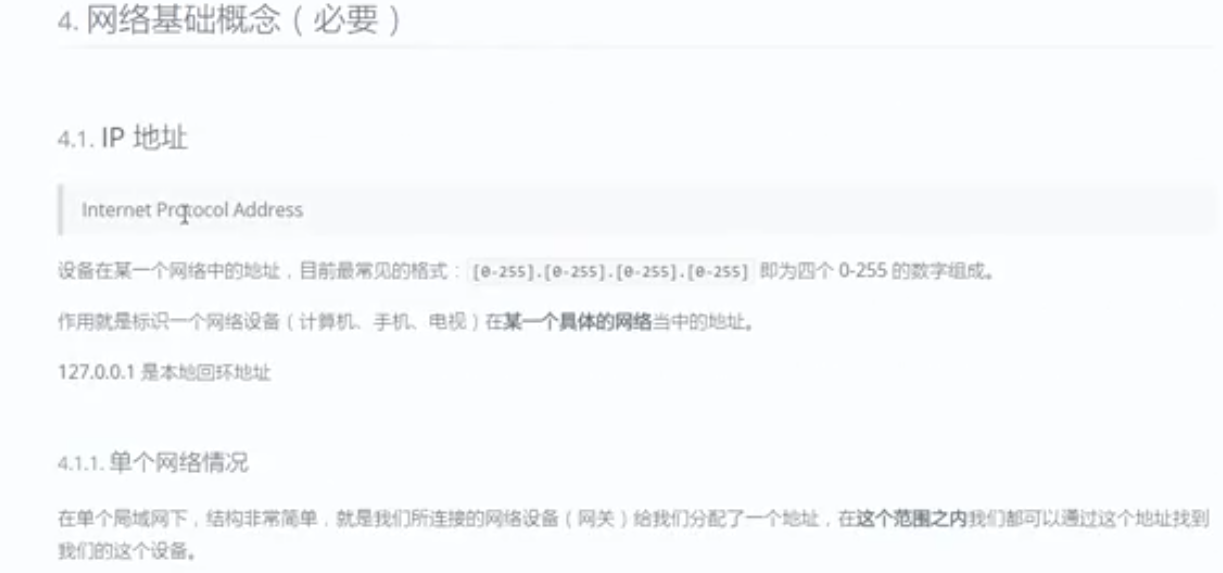 4. 网络基础概念（必要）
4.1. IP 地址
Internet Protocol Address
设备在某一个网络中的地址，目前最常见的格式：[0-255].[0-255].[0-255].[0-255] 即为四个 0-255 的数字组成。
作用就是标识一个网络设备（计算机、手机、电视）在某一个具体的网络当中的地址。
127.0.0.1 是本地回环地址
4.1.1. 单个网络情况
在单个局域网下，结构非常简单，就是我们所连接的网络设备（网关）给我们分配了一个地址，在这个范围之内我们都可以通过这个地址找到
我们的这个设备。